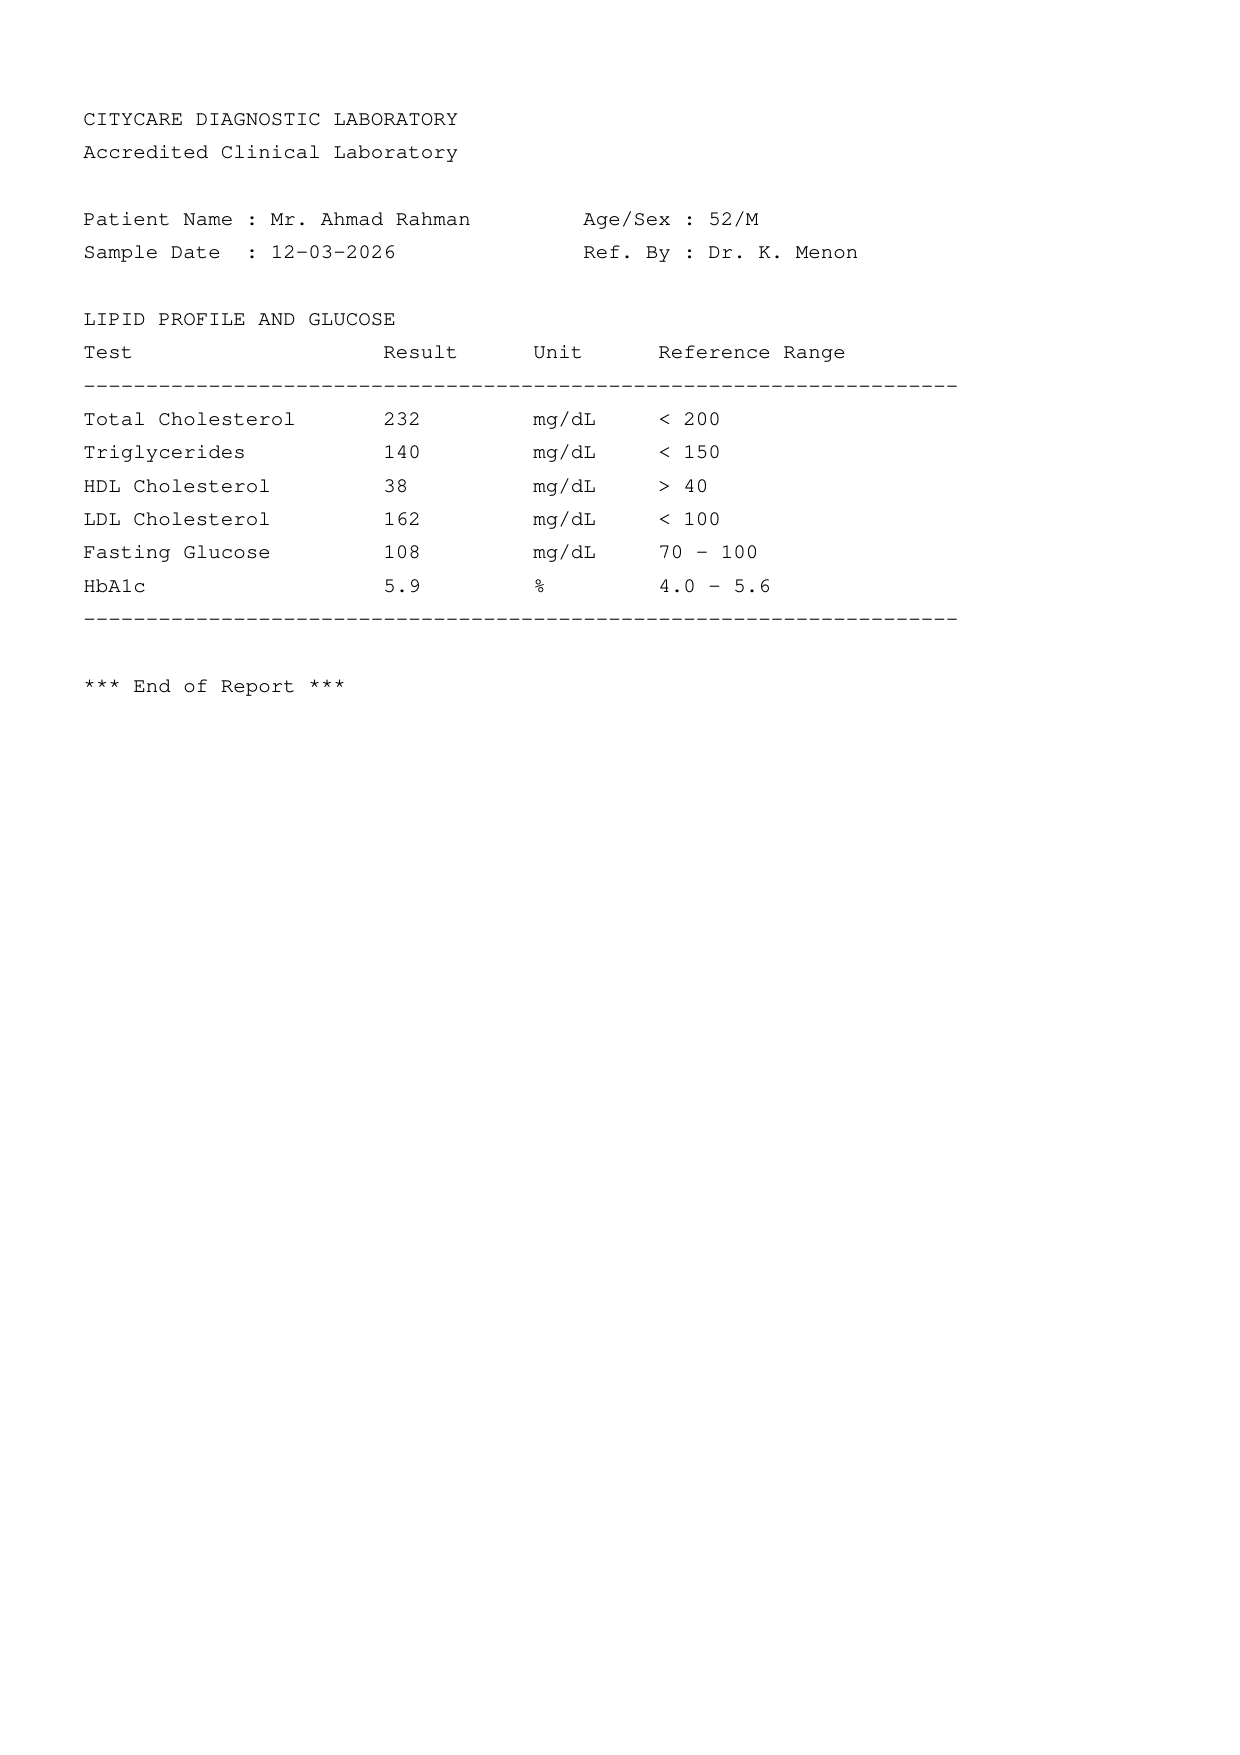 CITYCARE DIAGNOSTIC LABORATORY
Accredited Clinical Laboratory
Patient Name : Mr. Ahmad Rahman         Age/Sex : 52/M
Sample Date  : 12-03-2026               Ref. By : Dr. K. Menon
LIPID PROFILE AND GLUCOSE
Test                    Result      Unit      Reference Range
----------------------------------------------------------------------
Total Cholesterol       232         mg/dL     < 200
Triglycerides           140         mg/dL     < 150
HDL Cholesterol         38          mg/dL     > 40
LDL Cholesterol         162         mg/dL     < 100
Fasting Glucose         108         mg/dL     70 - 100
HbA1c                   5.9         %         4.0 - 5.6
----------------------------------------------------------------------
*** End of Report ***